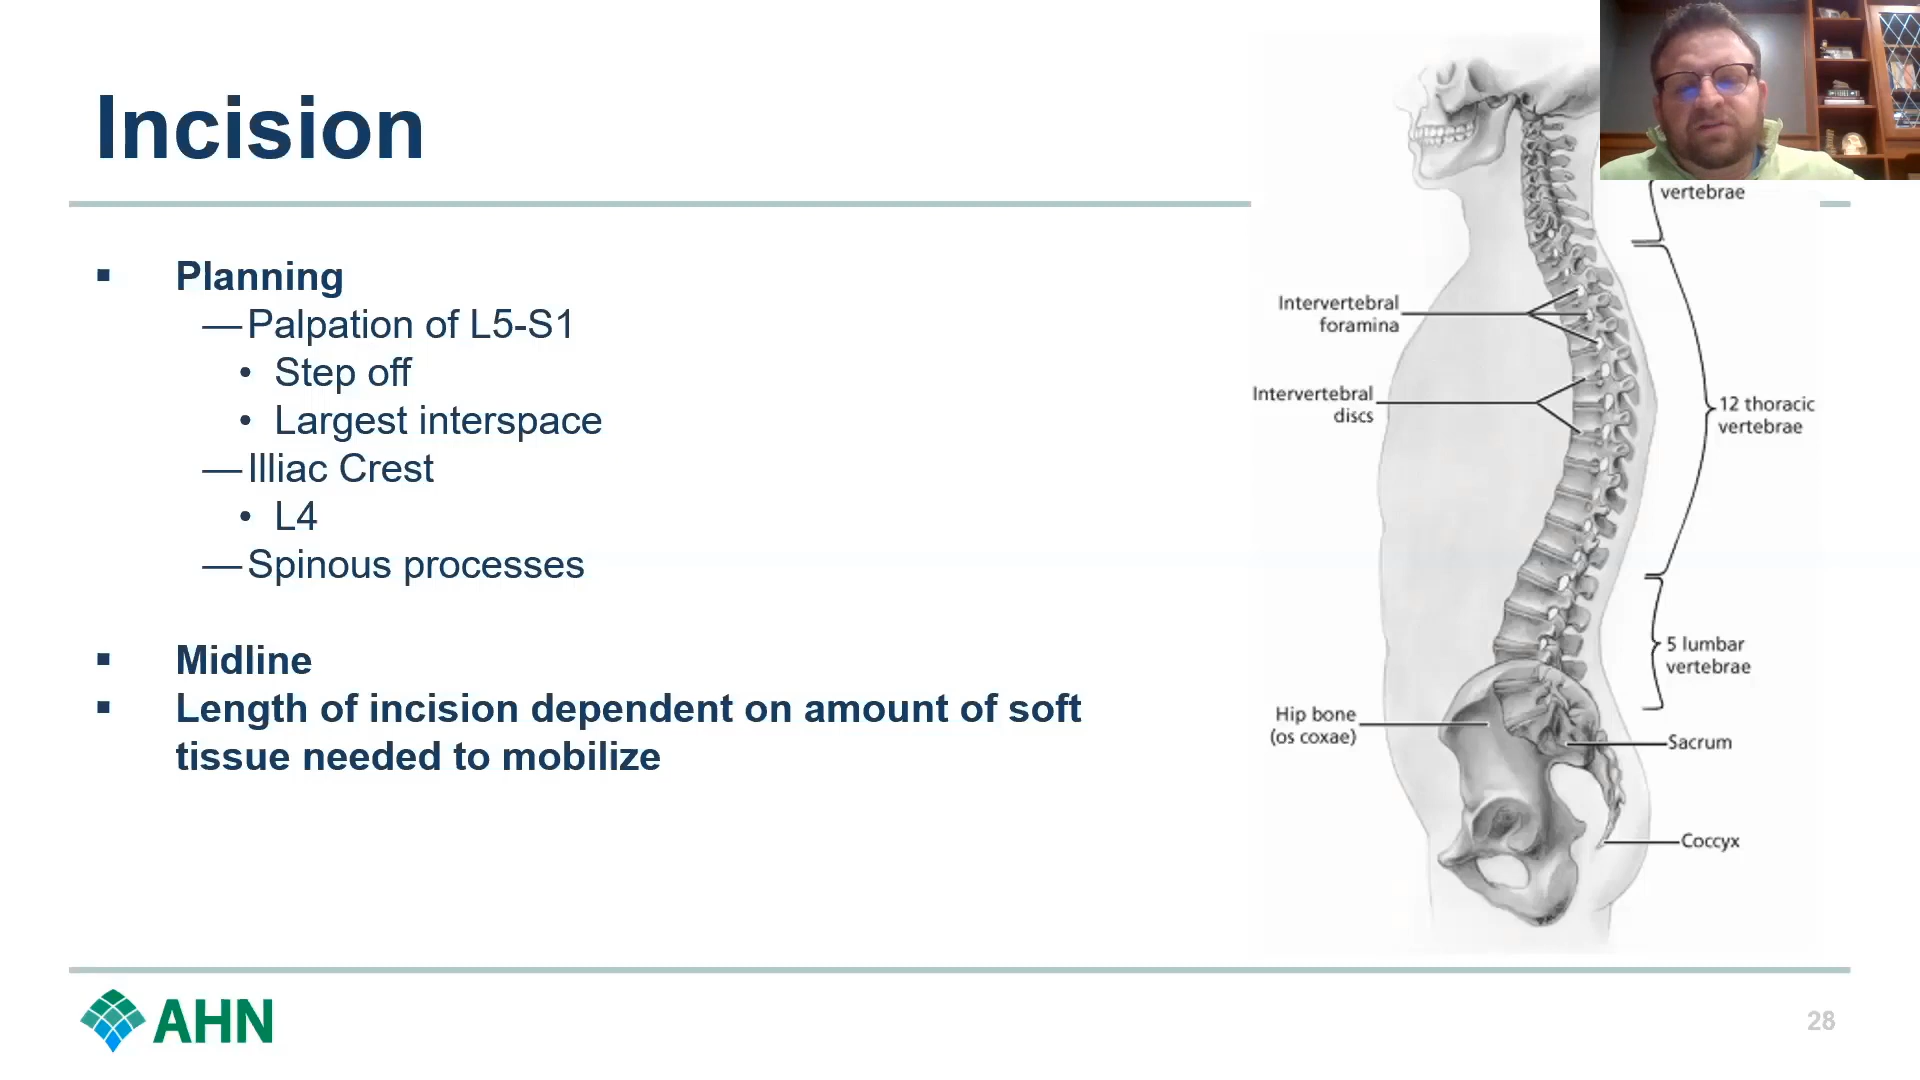 Incision
▪ Planning
—Palpation of L5-S1
• Step off
• Largest interspace
—Illiac Crest
• L4
—Spinous processes
▪ Midline
▪ Length of incision dependent on amount of soft
tissue needed to mobilize
vertebrae
Intervertebral
foramina
Intervertebral
discs
12 thoracic
vertebrae
5 lumbar
vertebrae
Hip bone
(os coxae)
Sacrum
Coccyx
AHN
28